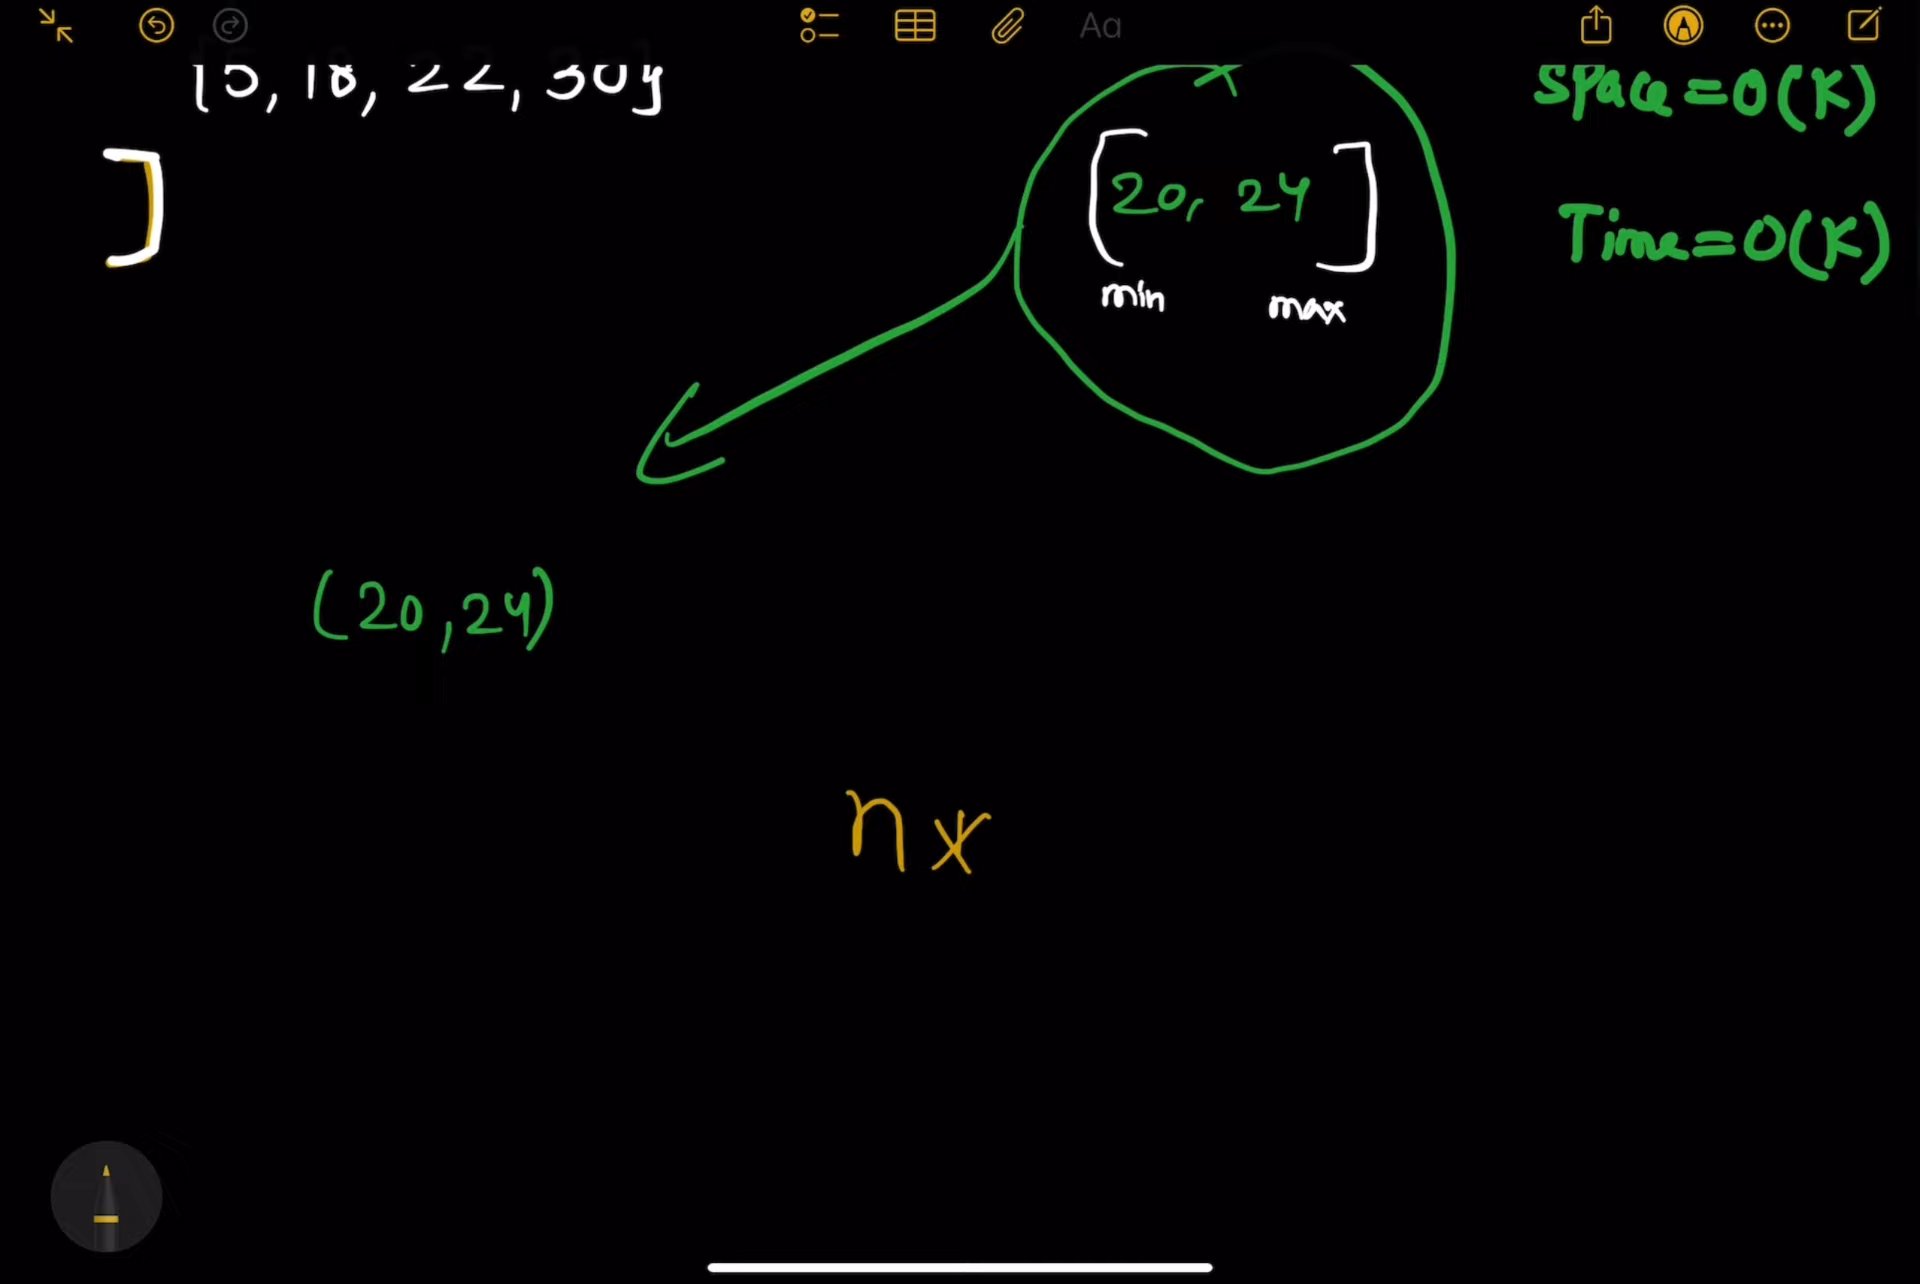 Aa
[5, 18, 22, 30]
]
[20, 24]
min max
Space=O(K)
Time=O(K)
(20,24)
n*